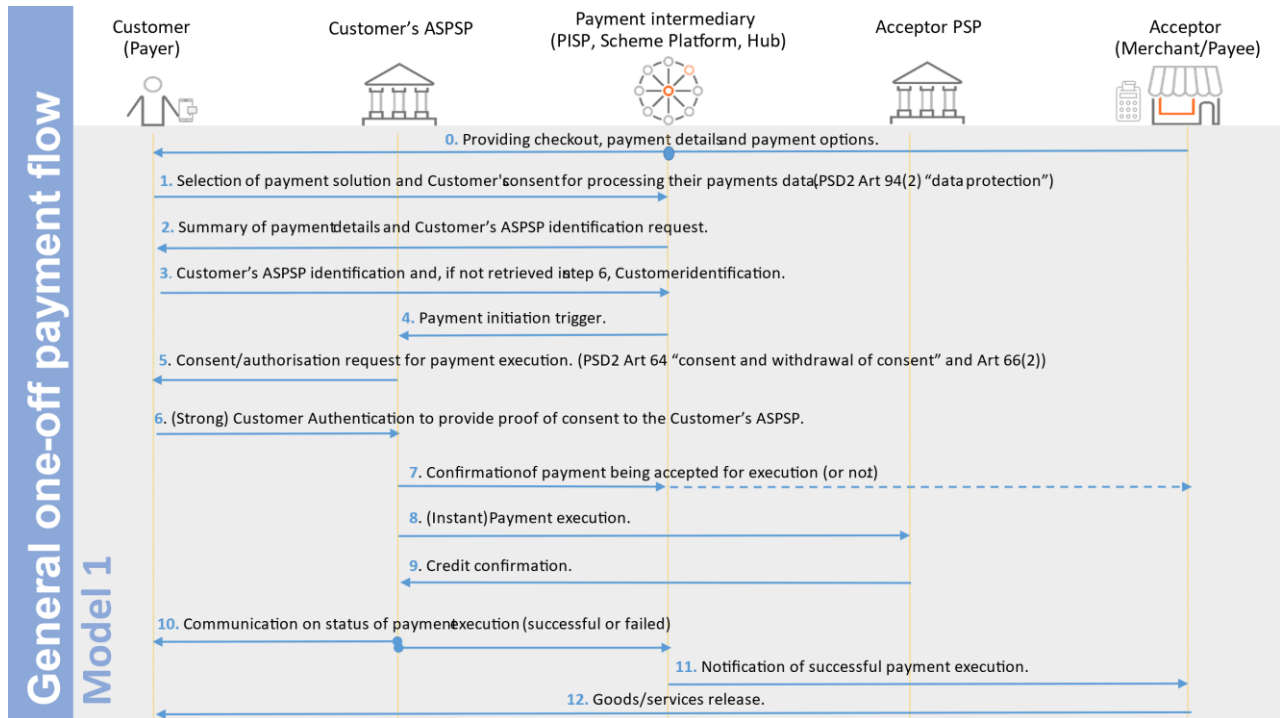 Customer
(Payer)
Customer's ASPSP
Payment intermediary
(PISP, Scheme Platform, Hub)
Acceptor PSP
Acceptor
(Merchant/Payee)
General one-off payment flow
Model 1
0. Providing checkout, payment details and payment options.
1. Selection of payment solution and Customer's consent for processing their payments data. (PSD2 Art 94(2) “data protection”)
2. Summary of payment details and Customer's ASPSP identification request.
3. Customer's ASPSP identification and, if not retrieved in step 6, Customer identification.
4. Payment initiation trigger.
5. Consent/authorisation request for payment execution. (PSD2 Art 64 “consent and withdrawal of consent” and Art 66(2))
6. (Strong) Customer Authentication to provide proof of consent to the Customer's ASPSP.
7. Confirmation of payment being accepted for execution (or not)
8. (Instant) Payment execution.
9. Credit confirmation.
10. Communication on status of payment execution (successful or failed)
11. Notification of successful payment execution.
12. Goods/services release.